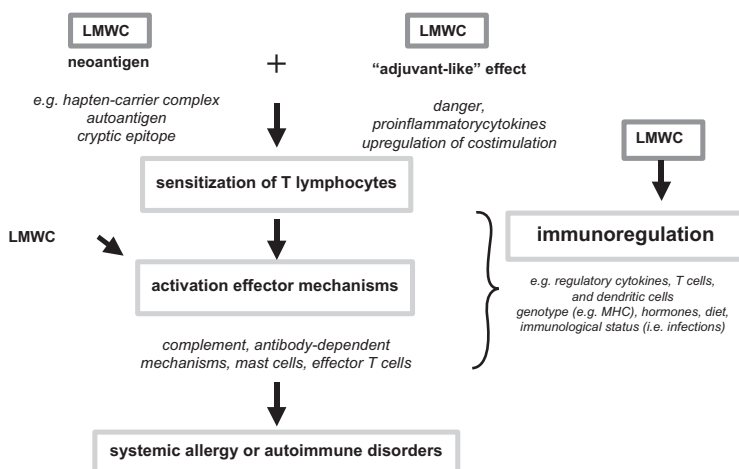 LMWC
neoantigen
e.g. hapten-carrier complex
autoantigen
cryptic epitope
+
LMWC
“adjuvant-like” effect
danger,
proinflammatorycytokines
upregulation of costimulation
sensitization of T lymphocytes
LMWC
activation effector mechanisms
complement, antibody-dependent
mechanisms, mast cells, effector T cells
systemic allergy or autoimmune disorders
LMWC
immunoregulation
e.g. regulatory cytokines, T cells,
and dendritic cells
genotype (e.g. MHC), hormones, diet,
immunological status (i.e. infections)